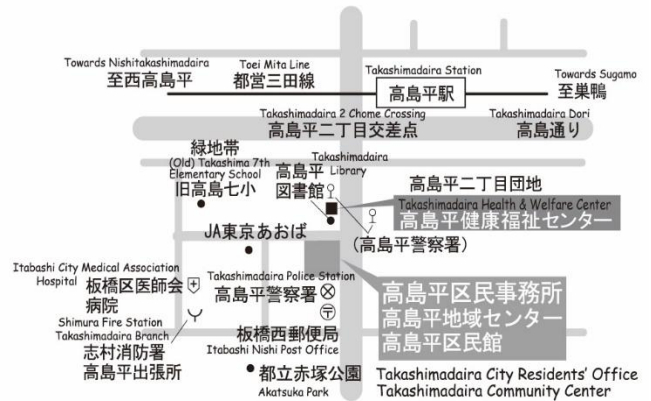 Towards Nishitakashimadaira
至西高島平
Toei Mita Line
都営三田線
Takashimadaira Station
高島平駅
Towards Sugamo
至巣鴨
Takashimadaira 2 Chome Crossing
高島平二丁目交差点
Takashimadaira Dori
高島通り
緑地帯
(Old) Takashima 7th
Elementary School
旧高島七小
Takashimadaira
Library
高島平
図書館
高島平二丁目団地
Takashimadaira Health & Welfare Center
高島平健康福祉センター
(高島平警察署)
JA東京あおば
Itabashi City Medical Association
Hospital
板橋区医師会
病院
Takashimadaira Police Station
高島平警察署
〒
高島平区民事務所
高島平地域センター
高島平区民館
Shimura Fire Station
Takashimadaira Branch
志村消防署
高島平出張所
板橋西郵便局
Itabashi Nishi Post Office
都立赤塚公園
Akatsuka Park
Takashimadaira City Residents' Office
Takashimadaira Community Center